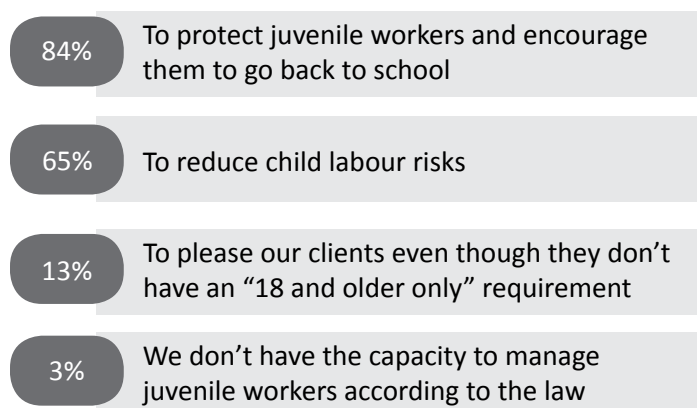 84%
To protect juvenile workers and encourage
them to go back to school
65%
To reduce child labour risks
13%
To please our clients even though they don’t
have an “18 and older only” requirement
3%
We don’t have the capacity to manage
juvenile workers according to the law